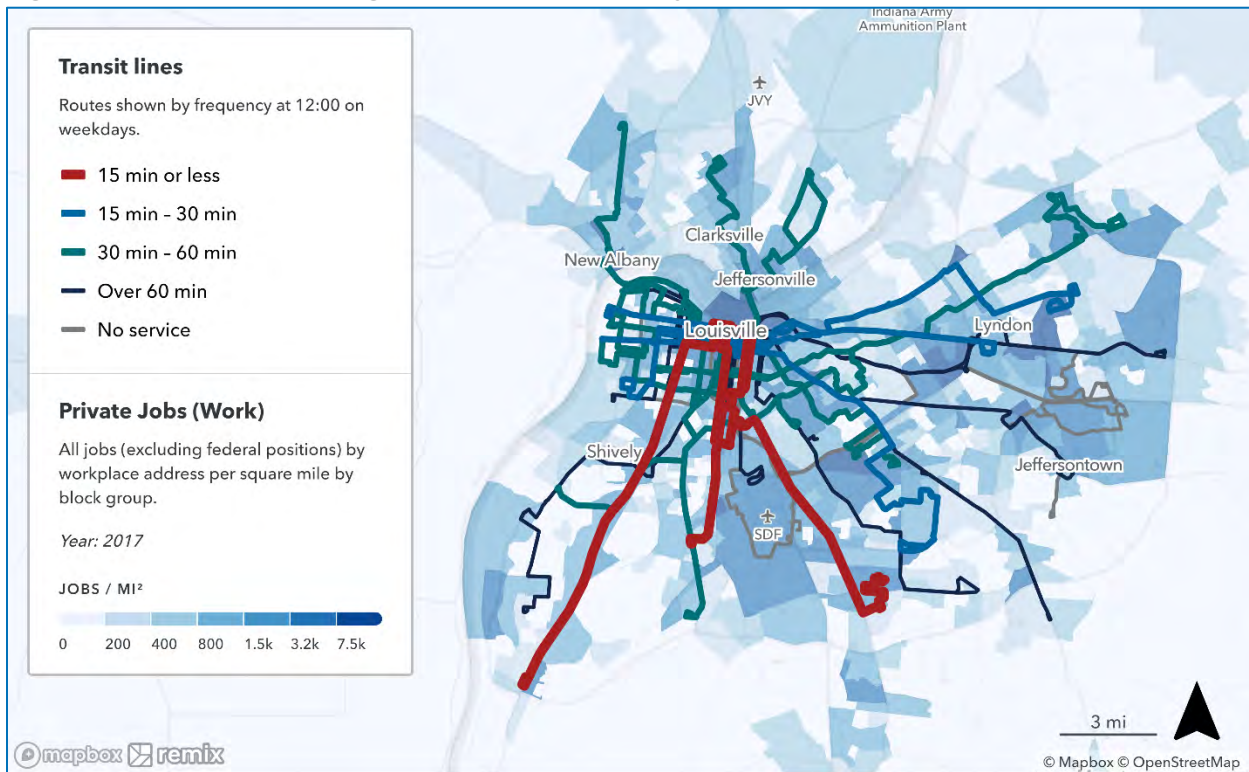 Indiana Army
Ammunition Plant
Transit lines
Routes shown by frequency at 12:00 on
weekdays.
15 min or less
15 min – 30 min
30 min – 60 min
Over 60 min
No service
Private Jobs (Work)
All jobs (excluding federal positions) by
workplace address per square mile by
block group.
Year: 2017
JOBS / MI²
0 200 400 800 1.5k 3.2k 7.5k
JVY
Clarksville
New Albany
Jeffersonville
Louisville
Lyndon
Shively
Jeffersontown
SDF
3 mi
mapbox remix
© Mapbox © OpenStreetMap